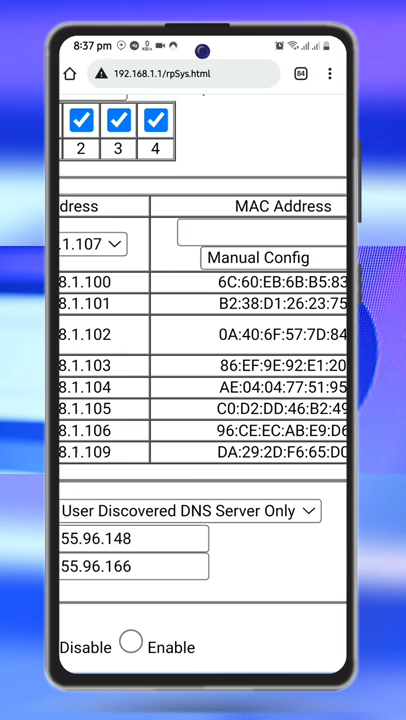 8:37 pm
192.168.1.1/rpSys.html
84
2 3 4
dress MAC Address
.1.107
Manual Config
8.1.100 6C:60:EB:6B:B5:83
8.1.101 B2:38:D1:26:23:75
8.1.102 0A:40:6F:57:7D:84
8.1.103 86:EF:9E:92:E1:20
8.1.104 AE:04:04:77:51:95
8.1.105 C0:D2:DD:46:B2:49
8.1.106 96:CE:EC:AB:E9:D6
8.1.109 DA:29:2D:F6:65:D0
User Discovered DNS Server Only
55.96.148
55.96.166
Disable Enable